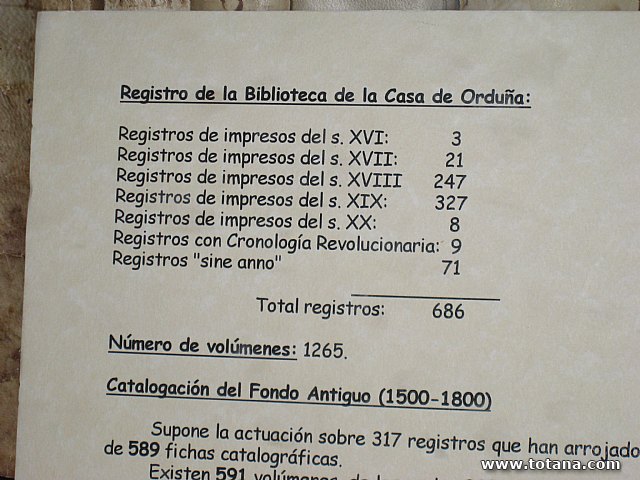 Registro de la Biblioteca de la Casa de Orduña:
Registros de impresos del s. XVI: 3
Registros de impresos del s. XVII: 21
Registros de impresos del s. XVIII 247
Registros de impresos del s. XIX: 327
Registros de impresos del s. XX: 8
Registros con Cronología Revolucionaria: 9
Registros "sine anno" 71
Total registros: 686
Número de volúmenes: 1265.
Catalogación del Fondo Antiguo (1500-1800)
Supone la actuación sobre 317 registros que han arrojado
de 589 fichas catalográficas.
Existen 591 volúmenes,
www.totana.com